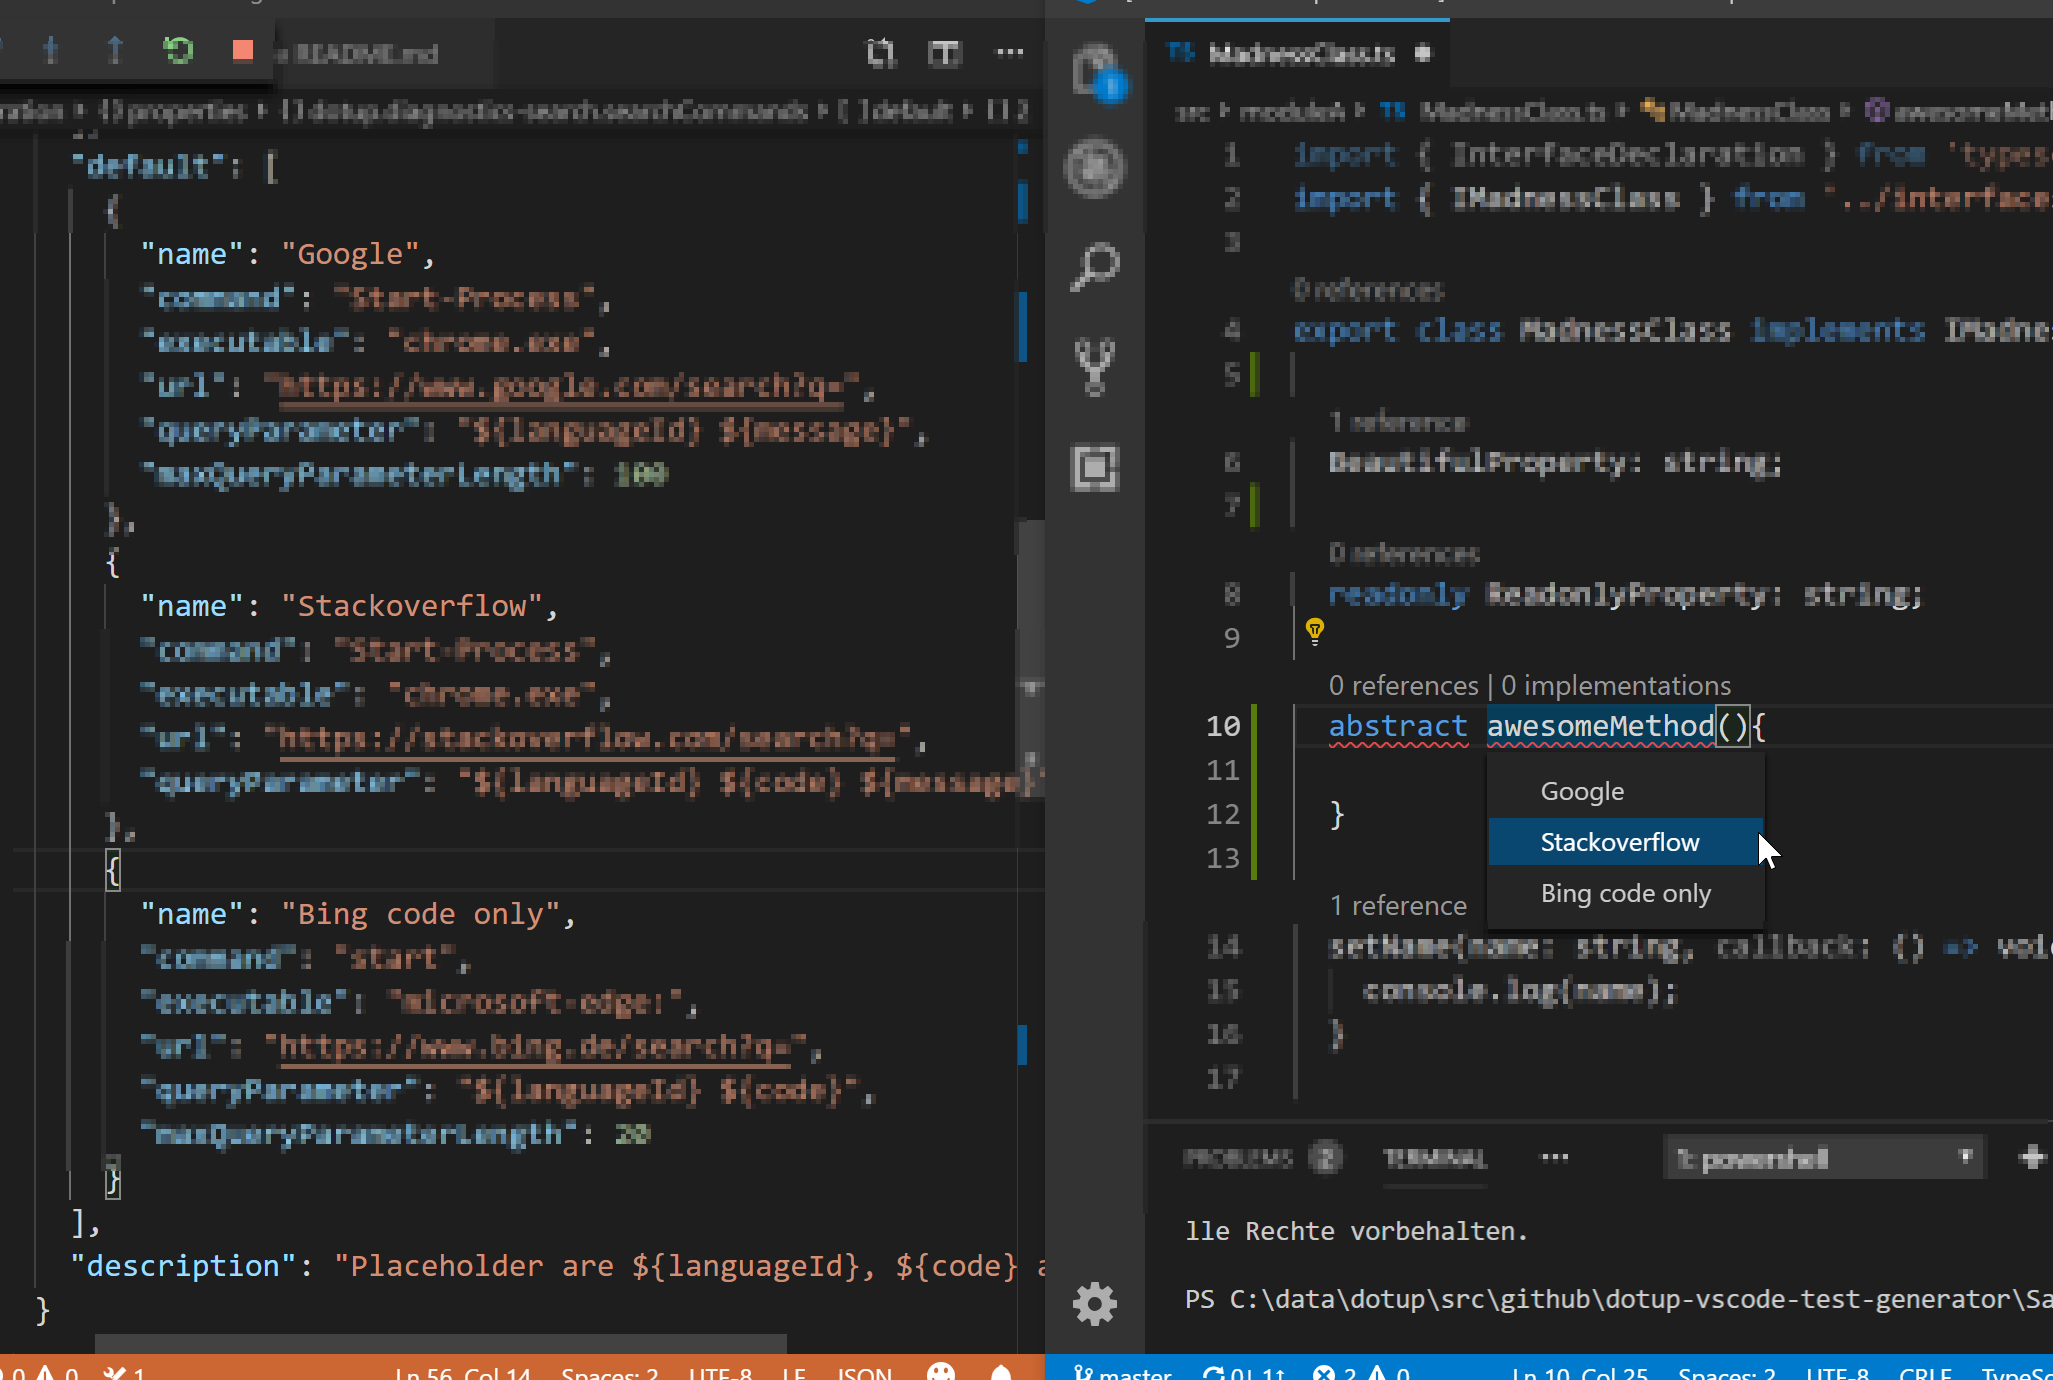 README.md
properties dotup.diagnostics-search.searchCommands [ ]default { } 2
"default": [
{
"name": "Google",
"command": "Start-Process",
"executable": "chrome.exe",
"url": "https://www.google.com/search?q=",
"queryParameter": "${languageId} ${message}",
"maxQueryParameterLength": 100
},
{
"name": "Stackoverflow",
"command": "Start-Process",
"executable": "chrome.exe",
"url": "https://stackoverflow.com/search?q=",
"queryParameter": "${languageId} ${code} ${message}"
},
{
"name": "Bing code only",
"command": "start",
"executable": "microsoft-edge:",
"url": "https://www.bing.de/search?q=",
"queryParameter": "${languageId} ${code}",
"maxQueryParameterLength": 20
}
],
"description": "Placeholder are ${languageId}, ${code} a
}
0 0 1 Ln 56, Col 14 Spaces: 2 UTF-8 LF JSON
TS MadnessClass.ts
src moduleA TS MadnessClass.ts MadnessClass awesomeMeth
1 import { InterfaceDeclaration } from 'types
2 import { IMadnessClass } from '../interface
3
0 references
4 export class MadnessClass implements IMadne
5
1 reference
6 BeautifulProperty: string;
7
0 references
8 readonly ReadonlyProperty: string;
9
0 references | 0 implementations
10 abstract awesomeMethod(){
11
12 }
13
Google
Stackoverflow
Bing code only
1 reference
14 setName(name: string, callback: () => voi
15 console.log(name);
16 }
17
PROBLEMS 2 TERMINAL ··· 1: powershell
lle Rechte vorbehalten.
PS C:\data\dotup\src\github\dotup-vscode-test-generator\Sa
master 0↓ 1↑ 2 0 Ln 10, Col 25 Spaces: 2 UTF-8 CRLF TypeSc